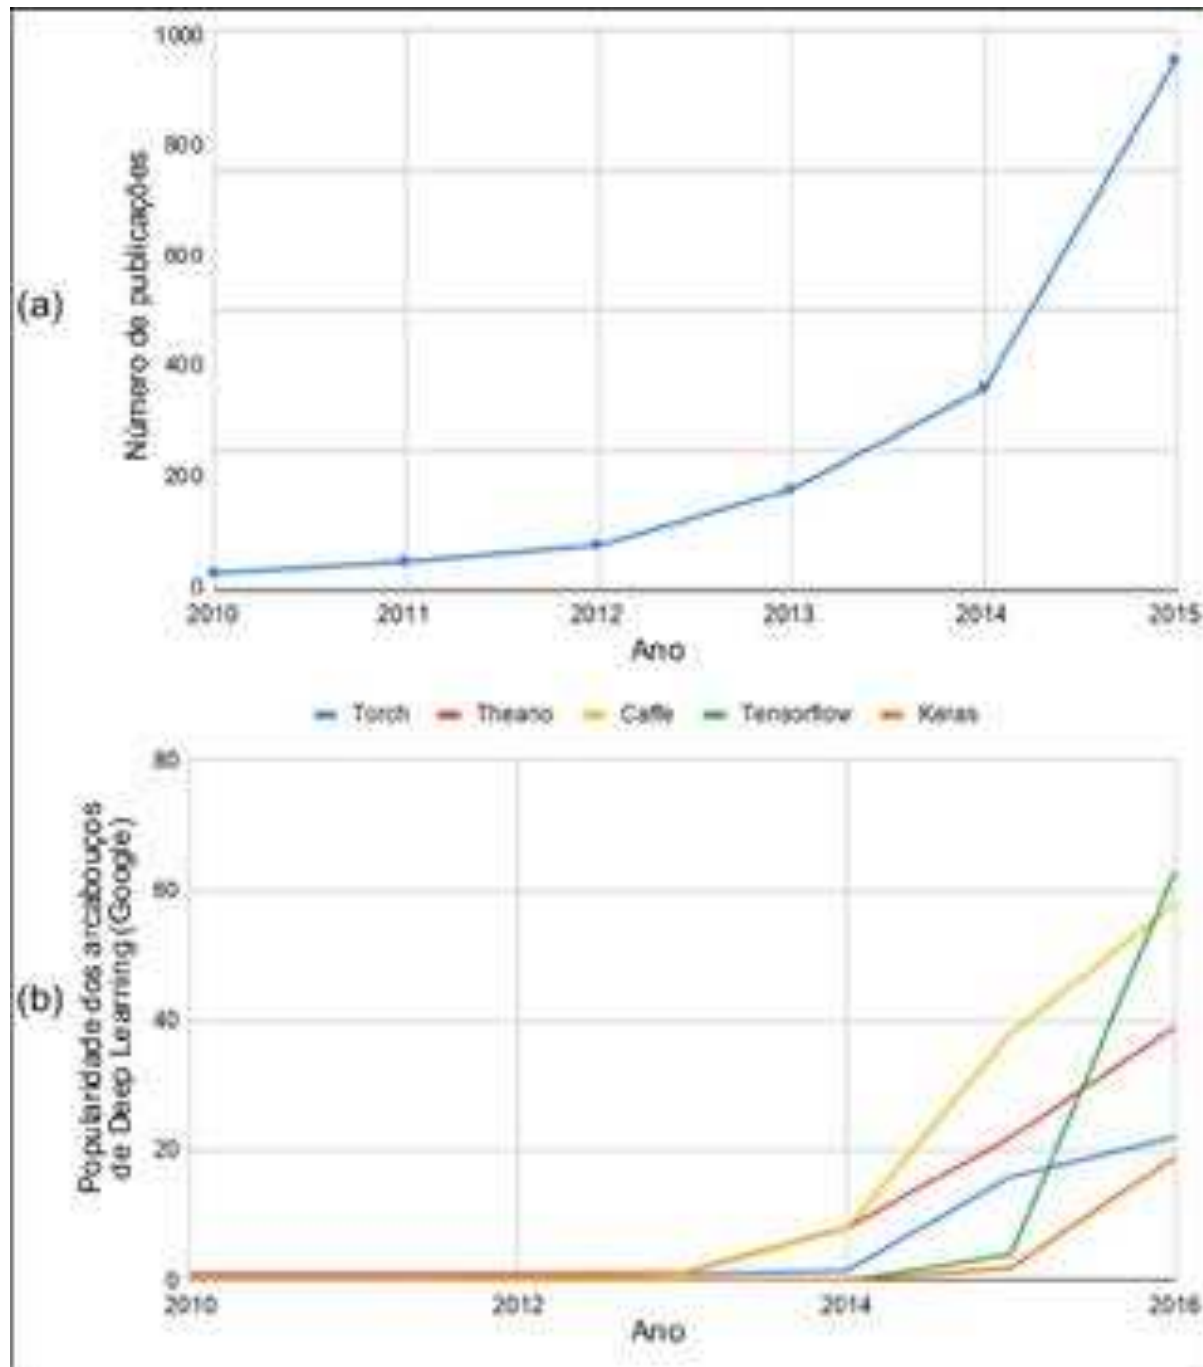 (a)
Número de publicações
1000
800
600
400
200
0
2010 2011 2012 2013 2014 2015
Ano
Torch Theano Caffe Tensorflow Keras
(b)
Popularidade dos arcabouços
de Deep Learning (Google)
80
60
40
20
0
2010 2012 2014 2016
Ano